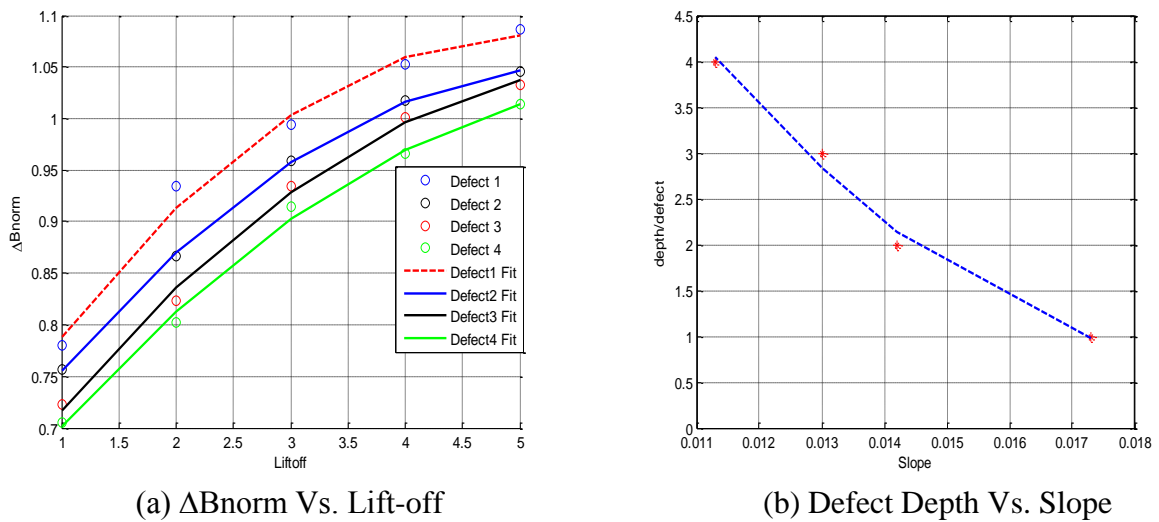 1.1
1.05
1
0.95
0.9
0.85
0.8
0.75
0.7
ΔBnorm
1 1.5 2 2.5 3 3.5 4 4.5 5
Liftoff
Defect 1
Defect 2
Defect 3
Defect 4
Defect1 Fit
Defect2 Fit
Defect3 Fit
Defect4 Fit
(a) ΔBnorm Vs. Lift-off
4.5
4
3.5
3
2.5
2
1.5
1
0.5
0
depth/defect
0.011 0.012 0.013 0.014 0.015 0.016 0.017 0.018
Slope
(b) Defect Depth Vs. Slope